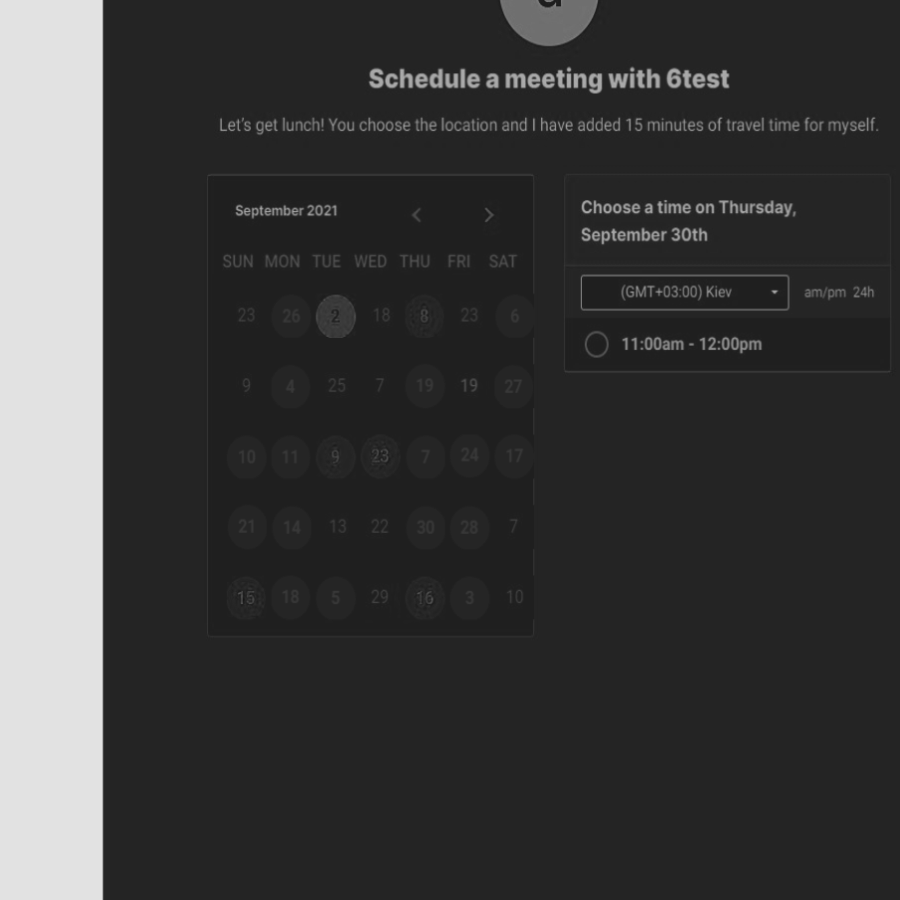 Schedule a meeting with 6test
Let's get lunch! You choose the location and I have added 15 minutes of travel time for myself.
September 2021
SUN MON TUE WED THU FRI SAT
23 26 2 18 8 23 6
9 4 25 7 19 19 27
10 11 9 23 7 24 17
21 14 13 22 30 28 7
15 18 5 29 16 3 10
Choose a time on Thursday,
September 30th
(GMT+03:00) Kiev am/pm 24h
11:00am - 12:00pm